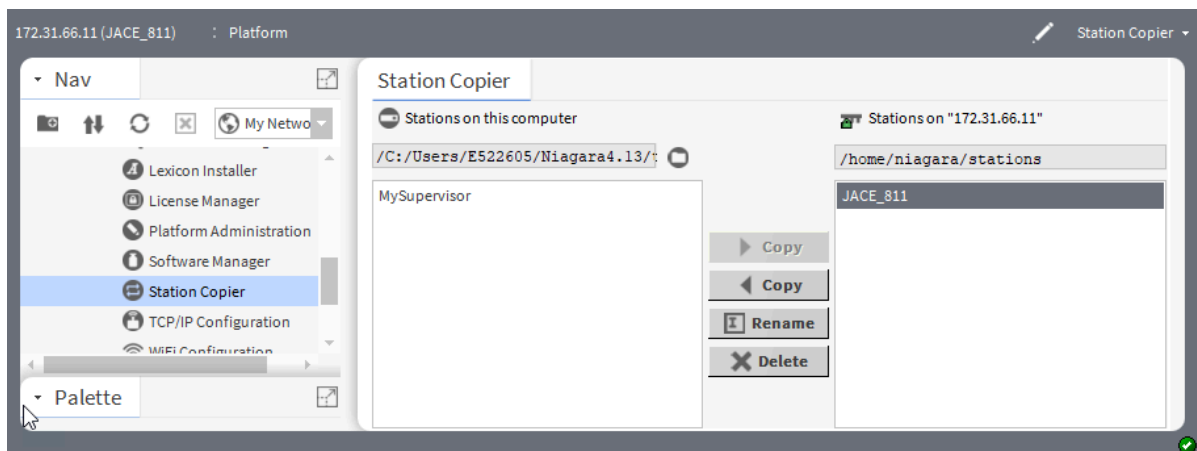 172.31.66.11 (JACE_811) : Platform
Station Copier
Nav
My Netwo
Lexicon Installer
License Manager
Platform Administration
Software Manager
Station Copier
TCP/IP Configuration
WiFi Configuration
Palette
Station Copier
Stations on this computer
/C:/Users/E522605/Niagara4.13/
MySupervisor
Copy
Copy
Rename
Delete
Stations on "172.31.66.11"
/home/niagara/stations
JACE_811